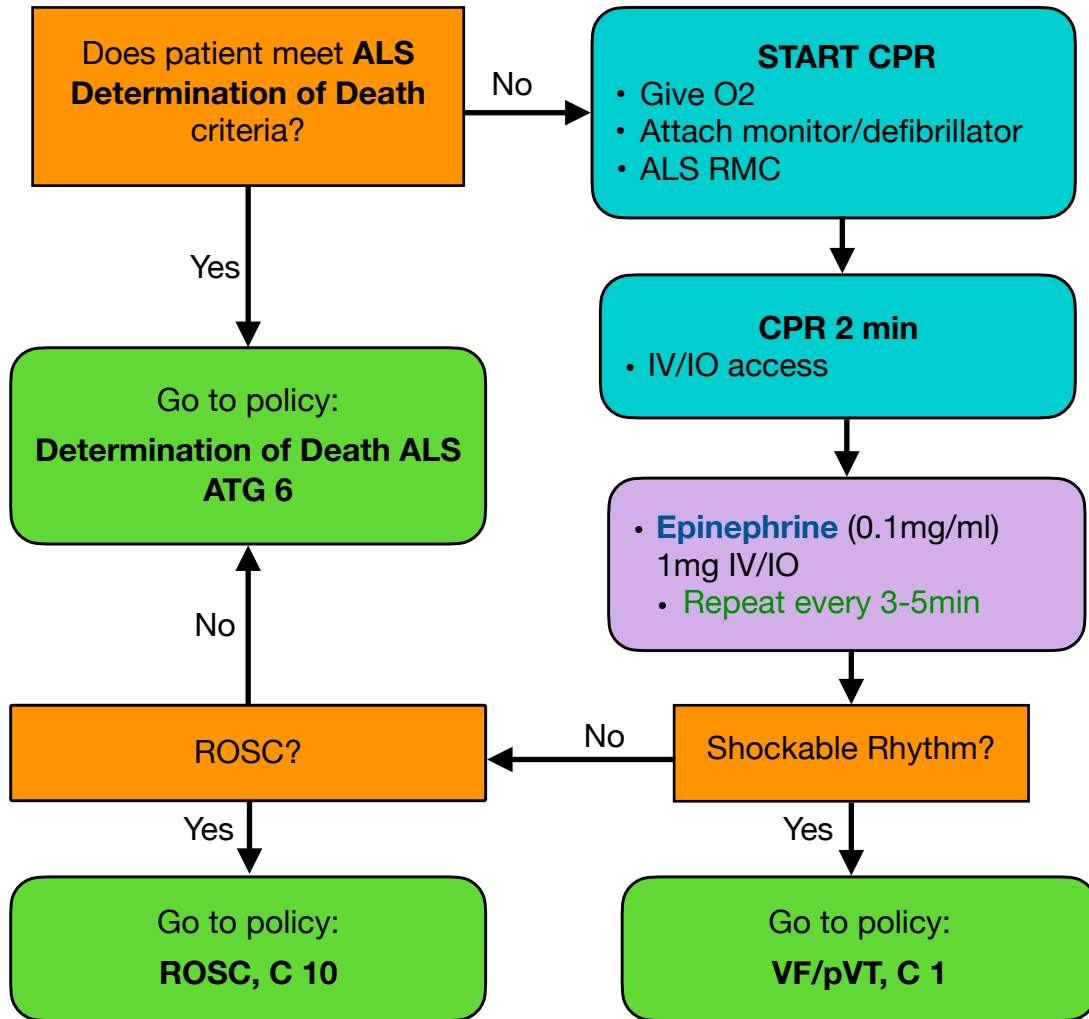 Does patient meet ALS
Determination of Death
criteria?
No
START CPR
• Give O2
• Attach monitor/defibrillator
• ALS RMC
Yes
CPR 2 min
• IV/IO access
Go to policy:
Determination of Death ALS
ATG 6
• Epinephrine (0.1mg/ml)
1mg IV/IO
• Repeat every 3-5min
No
ROSC?
No
Shockable Rhythm?
Yes
Yes
Go to policy:
ROSC, C 10
Go to policy:
VF/pVT, C 1